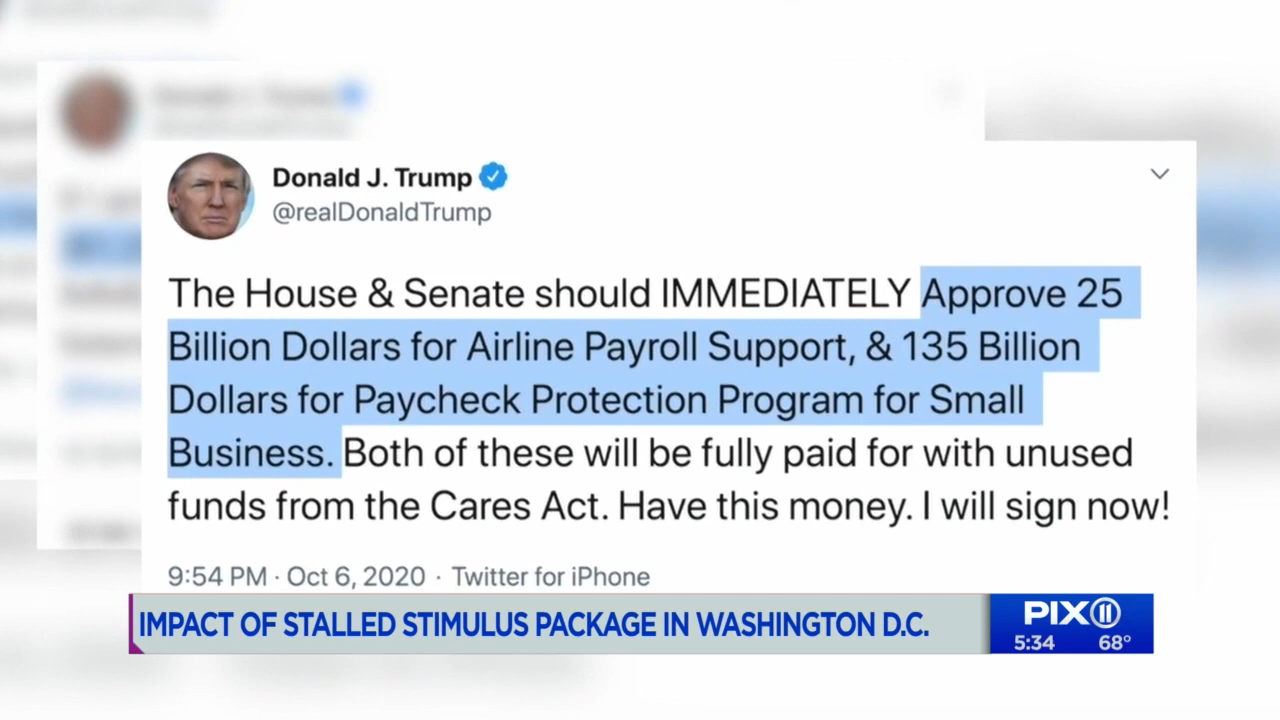 Donald J. Trump
@realDonaldTrump
The House & Senate should IMMEDIATELY Approve 25
Billion Dollars for Airline Payroll Support, & 135 Billion
Dollars for Paycheck Protection Program for Small
Business. Both of these will be fully paid for with unused
funds from the Cares Act. Have this money. I will sign now!
9:54 PM · Oct 6, 2020 · Twitter for iPhone
IMPACT OF STALLED STIMULUS PACKAGE IN WASHINGTON D.C.
PIX11
5:34 68°